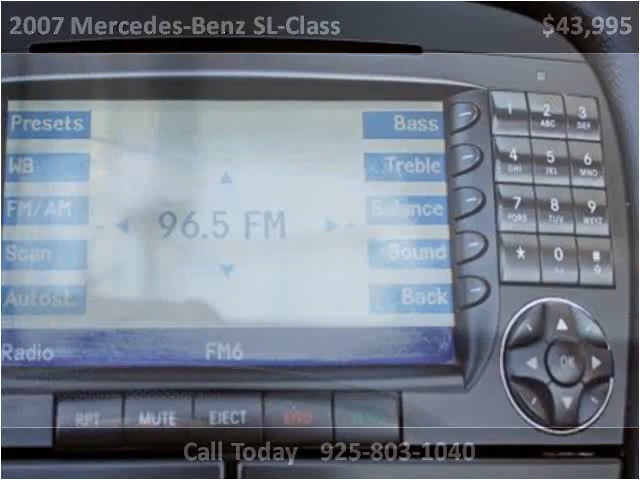 2007 Mercedes-Benz SL-Class $43,995
Presets Bass
WB Treble
FM/AM Balance
96.5 FM
Scan Sound
Autost. Back
Radio FM6
1 2 ABC 3 DEF
4 GHI 5 JKL 6 MNO
7 PQRS 8 TUV 9 WXYZ
* 0 #
OK
RPT MUTE EJECT END SEND
Call Today 925-803-1040